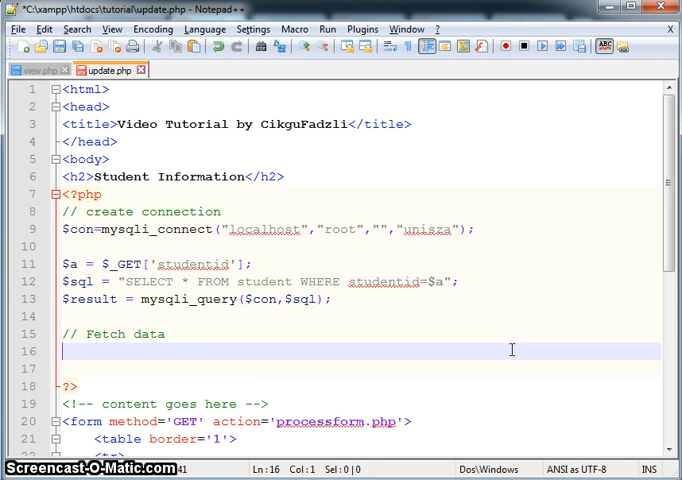 *C:\xampp\htdocs\tutorial\update.php - Notepad++
File Edit Search View Encoding Language Settings Macro Run Plugins Window ? X
ABC
view.php update.php
1 <html>
2 <head>
3 <title>Video Tutorial by CikguFadzli</title>
4 </head>
5 <body>
6 <h2>Student Information</h2>
7 <?php
8 // create connection
9 $con=mysqli_connect("localhost","root","","unisza");
10
11 $a = $_GET['studentid'];
12 $sql = "SELECT * FROM student WHERE studentid=$a";
13 $result = mysqli_query($con,$sql);
14
15 // Fetch data
16
17
18 ?>
19 <!-- content goes here -->
20 <form method='GET' action='processform.php'>
21 <table border='1'>
22 <tr>
Screencast-O-Matic.com 41 Ln : 16 Col : 1 Sel : 0 | 0 Dos\Windows ANSI as UTF-8 INS